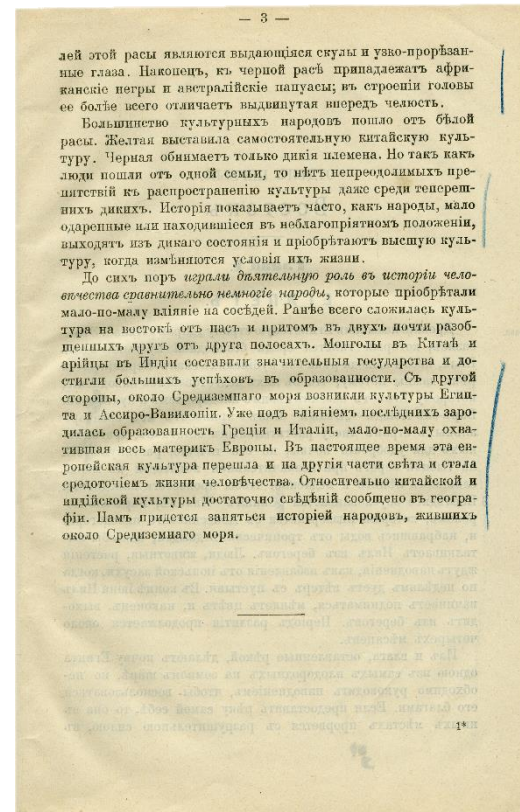 — 3 —
лей этой расы являются выдающіяся скулы и узко-прорѣзан-
ные глаза. Наконецъ, къ черной расѣ принадлежатъ афри-
канскіе негры и австралійскіе папуасы; въ строеніи головы
ее болѣе всего отличаетъ выдвинутая впередъ челюсть.
Большинство культурныхъ народовъ пошло отъ бѣлой
расы. Желтая выставила самостоятельную китайскую куль-
туру. Черная обнимаетъ только дикія племена. Но такъ какъ
люди пошли отъ одной семьи, то нѣтъ непреодолимыхъ пре-
пятствій къ распространенію культуры даже среди тепереш-
нихъ дикихъ. Исторія показываетъ часто, какъ народы, мало
одаренные или находившіеся въ неблагопріятномъ положеніи,
выходятъ изъ дикаго состоянія и пріобрѣтаютъ высшую куль-
туру, когда измѣняются условія ихъ жизни.
До сихъ поръ играли дѣятельную роль въ исторіи чело-
вѣчества сравнительно немногіе народы, которые пріобрѣтали
мало-по-малу вліяніе на сосѣдей. Ранѣе всего сложилась куль-
тура на востокѣ отъ насъ и притомъ въ двухъ почти разоб-
щенныхъ другъ отъ друга полосахъ. Монголы въ Китаѣ и
арійцы въ Индіи составили значительныя государства и до-
стигли большихъ успѣховъ въ образованности. Съ другой
стороны, около Средиземнаго моря возникли культуры Егип-
та и Ассиро-Вавилоніи. Уже подъ вліяніемъ послѣднихъ заро-
дилась образованность Греціи и Италіи, мало-по-малу охва-
тившая весь материкъ Европы. Въ настоящее время эта ев-
ропейская культура перешла и на другія части свѣта и стала
средоточіемъ жизни человѣчества. Относительно китайской и
индійской культуры достаточно свѣдѣній сообщено въ геогра-
фіи. Намъ придется заняться исторіей народовъ, жившихъ
около Средиземнаго моря.
1*